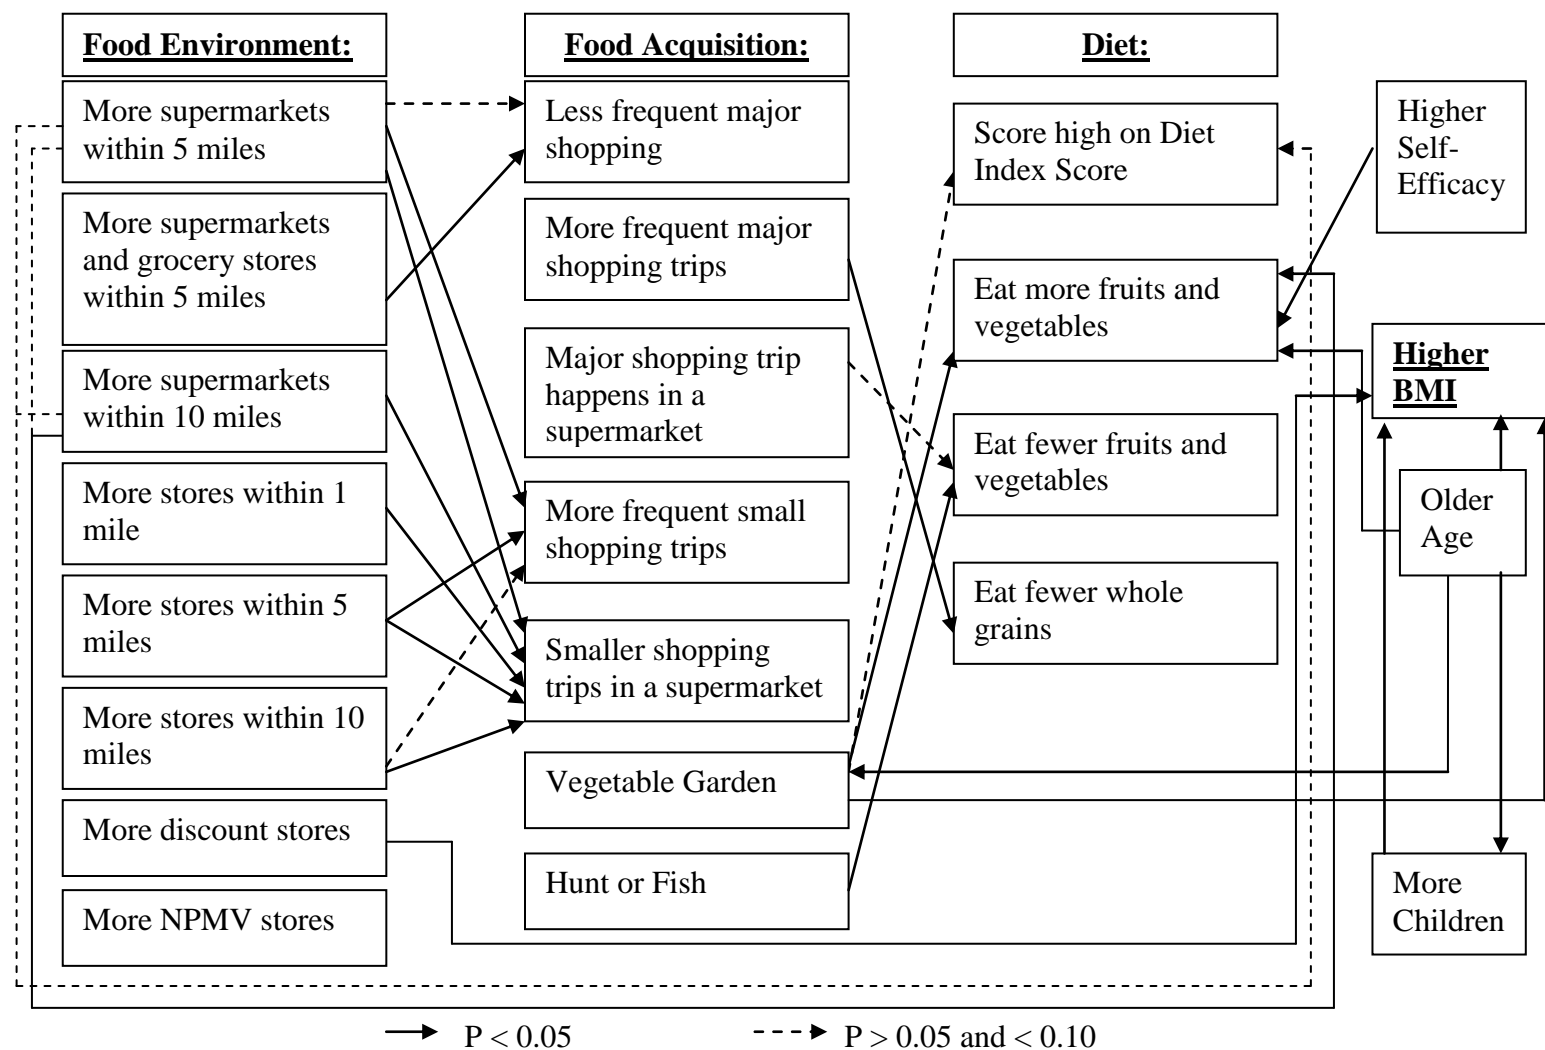 Food Environment:
More supermarkets
within 5 miles
More supermarkets
and grocery stores
within 5 miles
More supermarkets
within 10 miles
More stores within 1
mile
More stores within 5
miles
More stores within 10
miles
More discount stores
More NPMV stores
Food Acquisition:
Less frequent major
shopping
More frequent major
shopping trips
Major shopping trip
happens in a
supermarket
More frequent small
shopping trips
Smaller shopping
trips in a supermarket
Vegetable Garden
Hunt or Fish
Diet:
Score high on Diet
Index Score
Eat more fruits and
vegetables
Eat fewer fruits and
vegetables
Eat fewer whole
grains
Higher
Self-
Efficacy
Higher
BMI
Older
Age
More
Children
P < 0.05
P > 0.05 and < 0.10